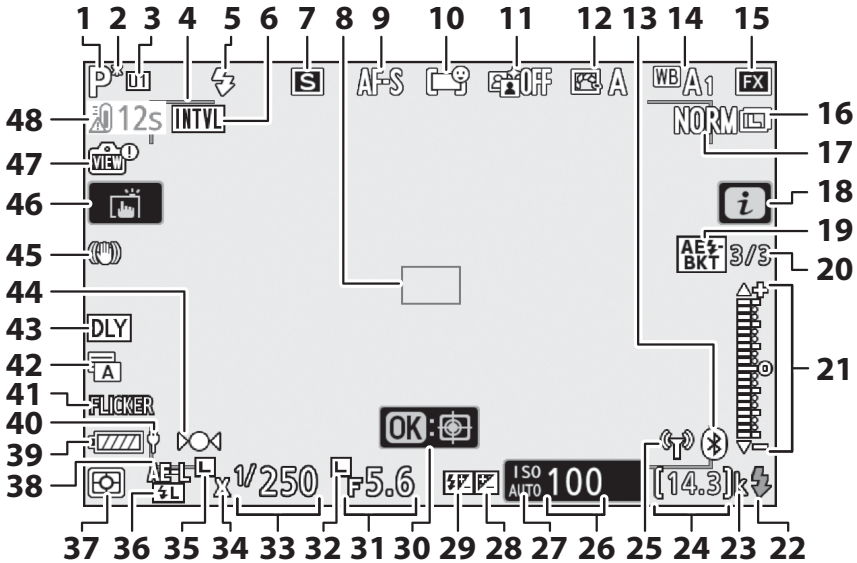 1 2 3 4 5 6 7 8 9 10 11 12 13 14 15
P* U1 S AF-S OFF A WB A1 FX
48 12s INTVL NORM L 16
47 VIEW 17
46 i 18
45 AE BKT 3/3 19
44 20
43 DLY
42 A 21
41 FLICKER
40
39 OK:
38 AE-L L x 1/250 L F5.6 ISO AUTO 100 [14.3]k
L
37 36 35 34 33 32 31 30 29 28 27 26 25 24 23 22